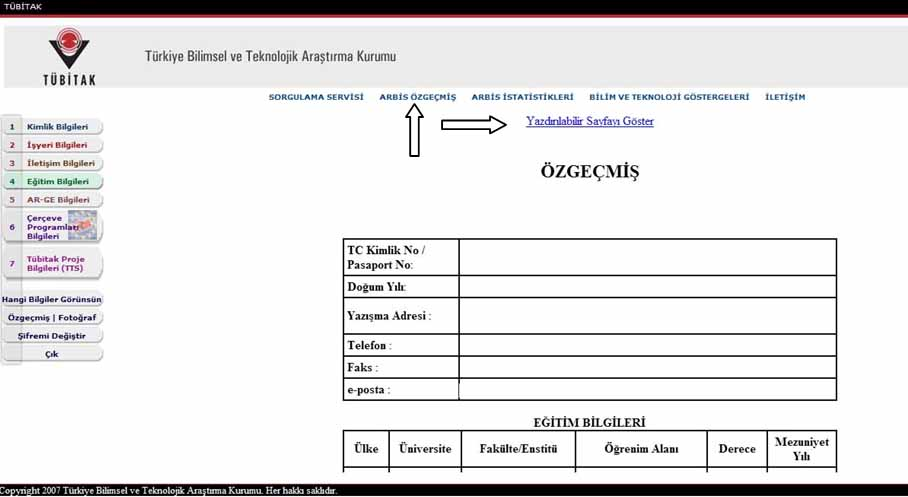 TÜBİTAK
TÜBİTAK
Türkiye Bilimsel ve Teknolojik Araştırma Kurumu
SORGULAMA SERVİSİ ARBİS ÖZGEÇMİŞ ARBİS İSTATİSTİKLERİ BİLİM VE TEKNOLOJİ GÖSTERGELERİ İLETİŞİM
Yazdırılabilir Sayfayı Göster
1 Kimlik Bilgileri
2 İşyeri Bilgileri
3 İletişim Bilgileri
4 Eğitim Bilgileri
5 AR-GE Bilgileri
6 Çerçeve
Programları
Bilgileri
7 Tübitak Proje
Bilgileri (TTS)
Hangi Bilgiler Görünsün
Özgeçmiş | Fotoğraf
Şifremi Değiştir
Çık
ÖZGEÇMİŞ
TC Kimlik No /
Pasaport No:
Doğum Yılı:
Yazışma Adresi :
Telefon :
Faks :
e-posta :
EĞİTİM BİLGİLERİ
Ülke Üniversite Fakülte/Enstitü Öğrenim Alanı Derece Mezuniyet
Yılı
Copyright 2007 Türkiye Bilimsel ve Teknolojik Araştırma Kurumu. Her hakkı saklıdır.